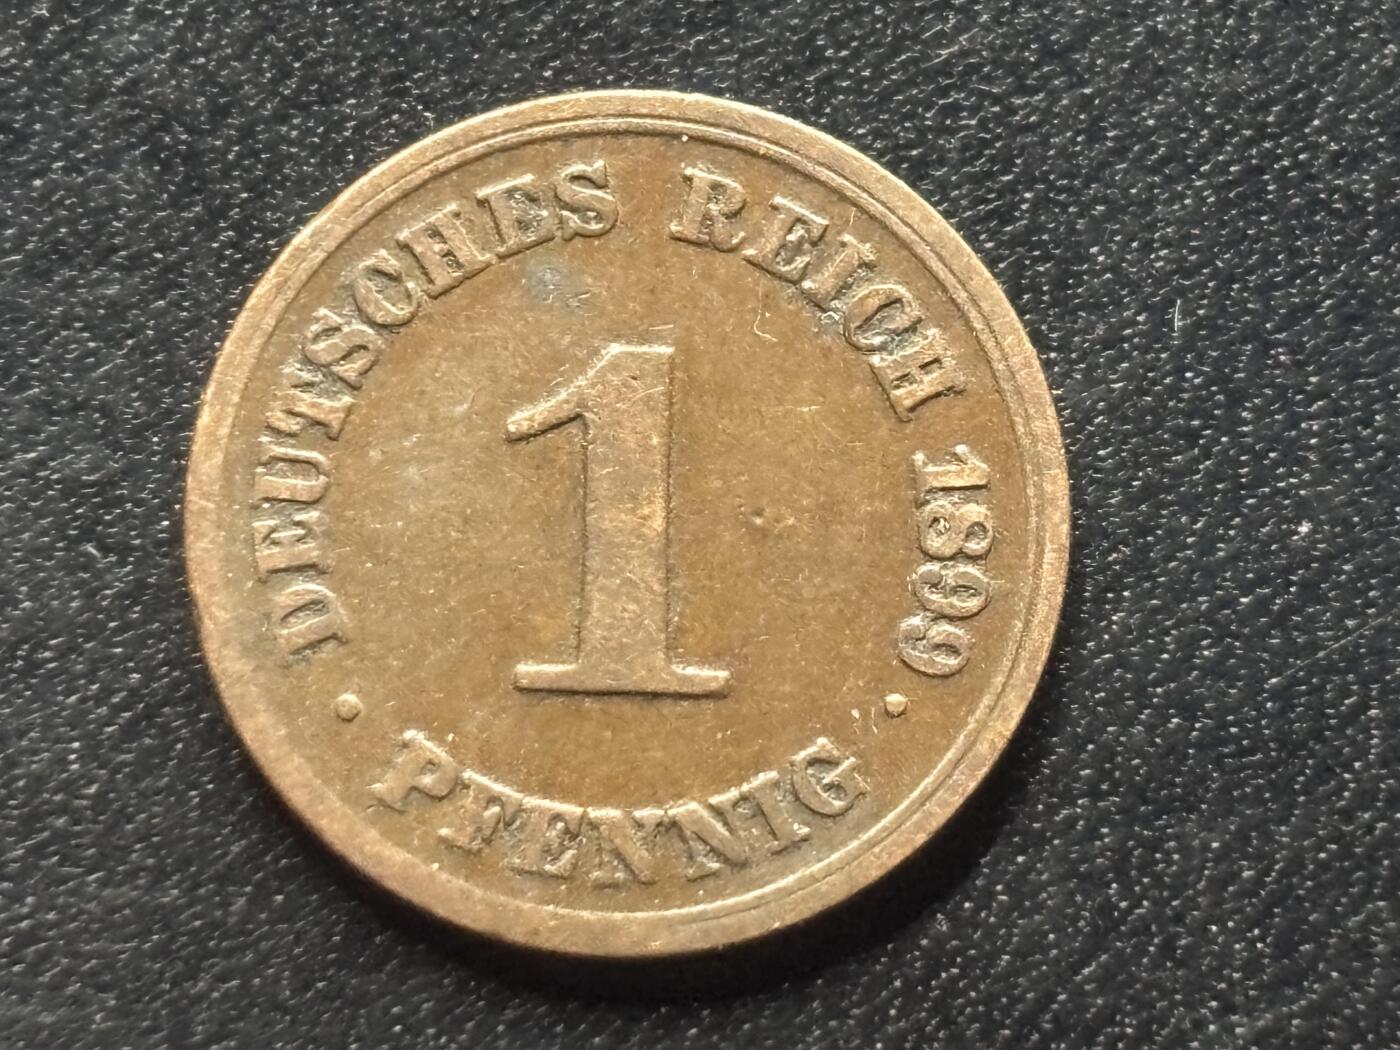 DEUTSCHES REICH 1899
1
· PFENNIG ·